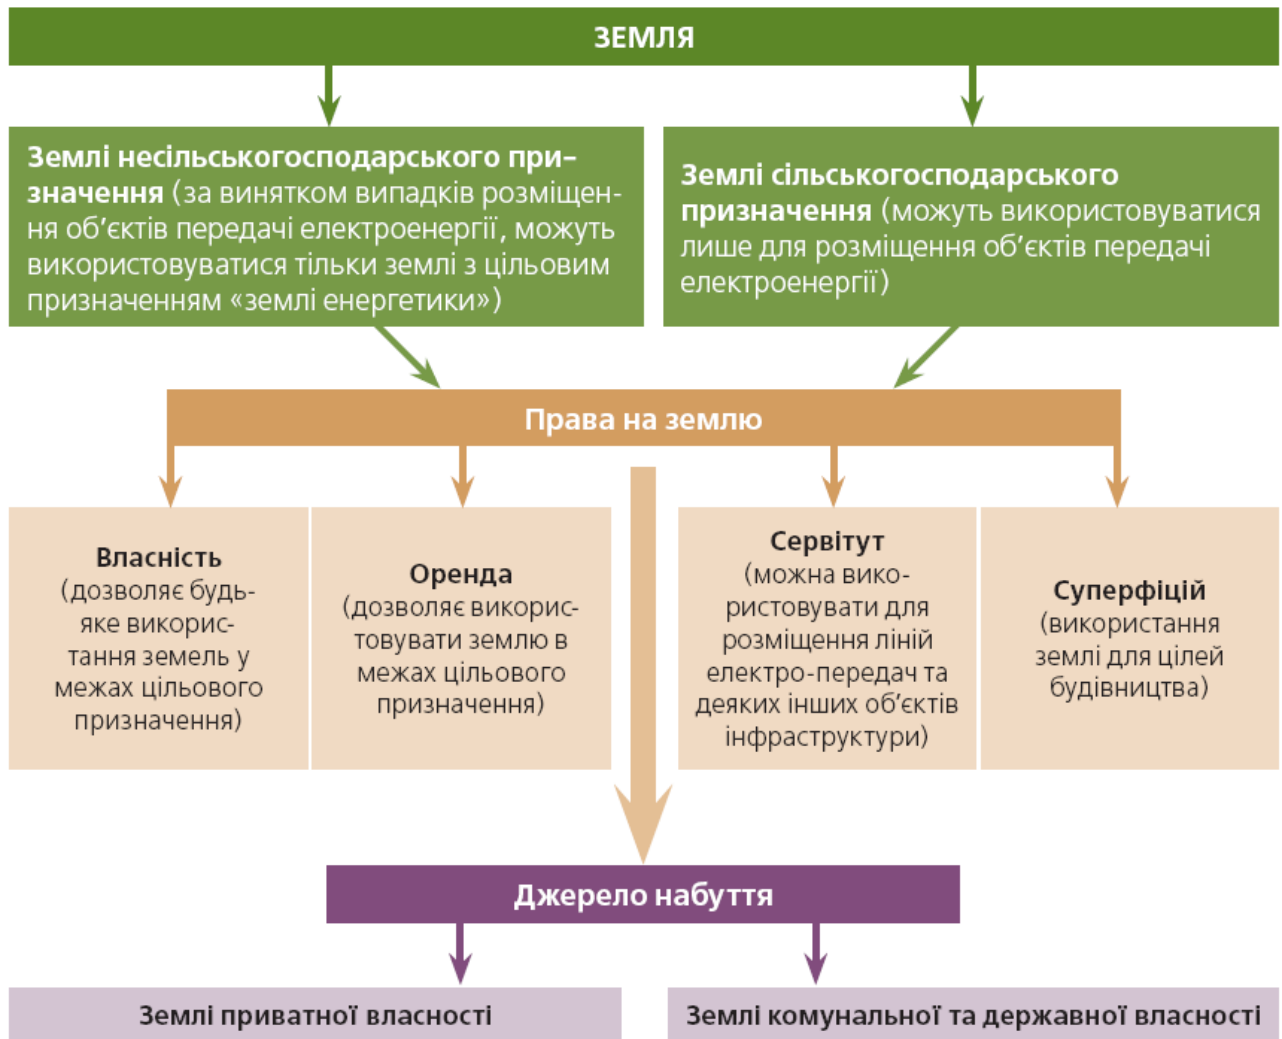 ЗЕМЛЯ
Землі несільськогосподарського при-
значення (за винятком випадків розміщен-
ня об’єктів передачі електроенергії, можуть
використовуватися тільки землі з цільовим
призначенням «землі енергетики»)
Землі сільськогосподарського
призначення (можуть використовуватися
лише для розміщення об’єктів передачі
електроенергії)
Права на землю
Власність
(дозволяє будь-
яке викорис-
тання земель у
межах цільового
призначення)
Оренда
(дозволяє викорис-
товувати землю в
межах цільового
призначення)
Сервітут
(можна вико-
ристовувати для
розміщення ліній
електро-передач та
деяких інших об’єктів
інфраструктури)
Суперфіцій
(використання
землі для цілей
будівництва)
Джерело набуття
Землі приватної власності
Землі комунальної та державної власності